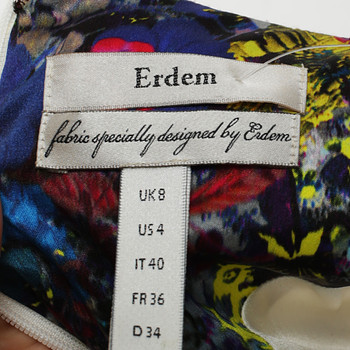 Erdem
fabric specially designed by Erdem
UK 8
US 4
IT 40
FR 36
D 34